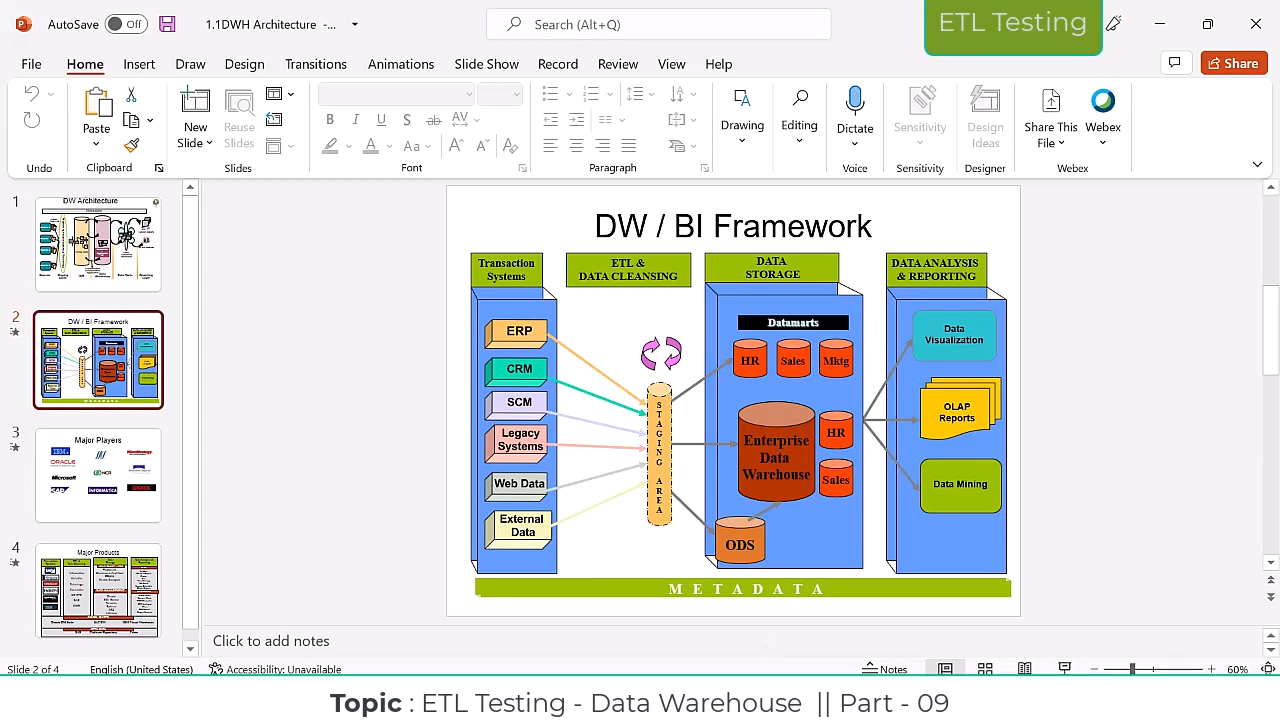 AutoSave
Off
1.1DWH Architecture -...
Search (Alt+Q)
ETL Testing
File
Home
Insert
Draw
Design
Transitions
Animations
Slide Show
Record
Review
View
Help
Share
Paste
New
Slide
Reuse
Slides
Drawing
Editing
Dictate
Sensitivity
Design
Ideas
Share This
File
Webex
Undo
Clipboard
Slides
Font
Paragraph
Voice
Sensitivity
Designer
Webex
1
DW Architecture
2
DW / BI Framework
3
Major Players
4
Major Products
DW / BI Framework
Transaction
Systems
ETL &
DATA CLEANSING
DATA
STORAGE
DATA ANALYSIS
& REPORTING
ERP
CRM
SCM
Legacy
Systems
Web Data
External
Data
STAGING AREA
Datamarts
HR
Sales
Mktg
Enterprise
Data
Warehouse
HR
Sales
ODS
Data
Visualization
OLAP
Reports
Data Mining
METADATA
Click to add notes
Slide 2 of 4
English (United States)
Accessibility: Unavailable
Notes
60%
Topic : ETL Testing - Data Warehouse || Part - 09